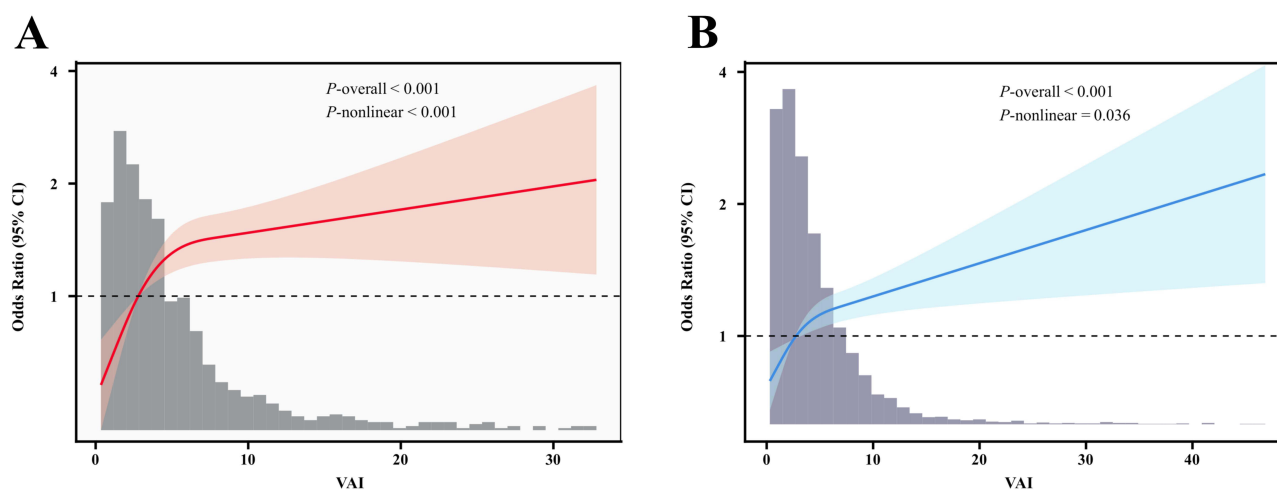 A
P-overall < 0.001
P-nonlinear < 0.001
4
2
1
Odds Ratio (95% CI)
0
10
20
30
VAI
B
P-overall < 0.001
P-nonlinear = 0.036
4
2
1
Odds Ratio (95% CI)
0
10
20
30
40
VAI